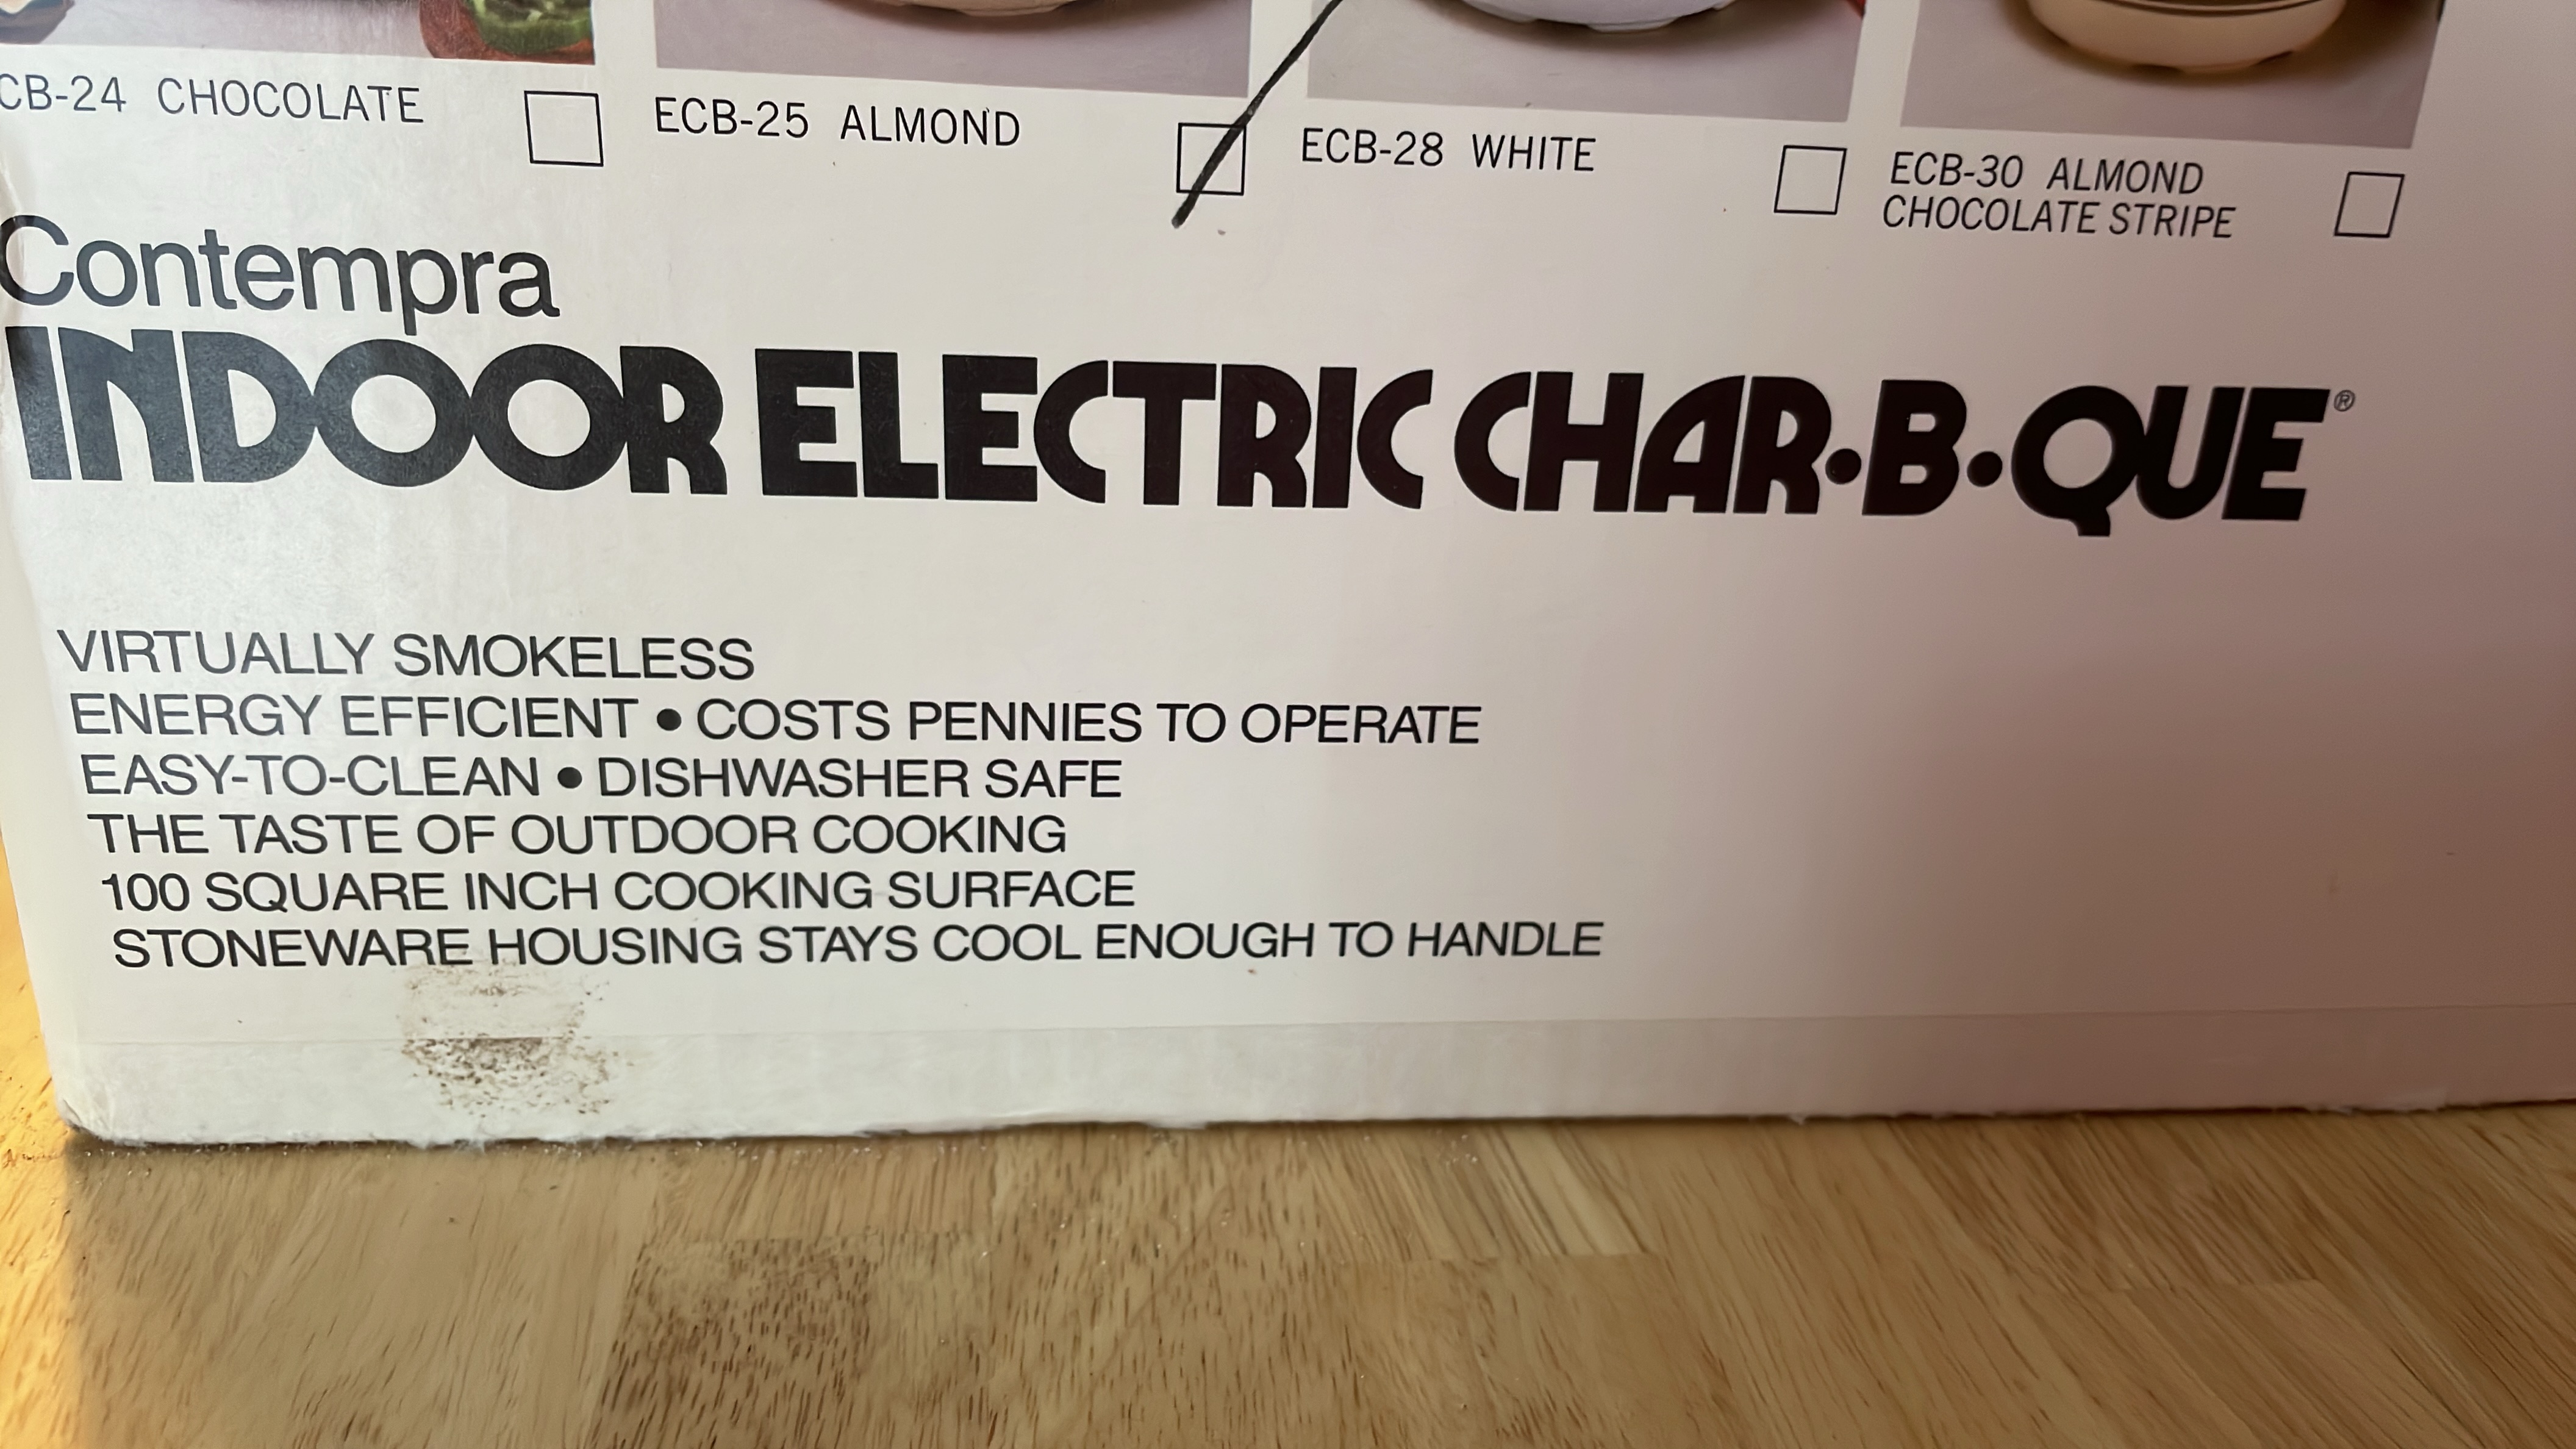 CB-24 CHOCOLATE
ECB-25 ALMOND
ECB-28 WHITE
ECB-30 ALMOND
CHOCOLATE STRIPE
Contempra
INDOOR ELECTRIC CHAR•B•QUE®
VIRTUALLY SMOKELESS
ENERGY EFFICIENT • COSTS PENNIES TO OPERATE
EASY-TO-CLEAN • DISHWASHER SAFE
THE TASTE OF OUTDOOR COOKING
100 SQUARE INCH COOKING SURFACE
STONEWARE HOUSING STAYS COOL ENOUGH TO HANDLE